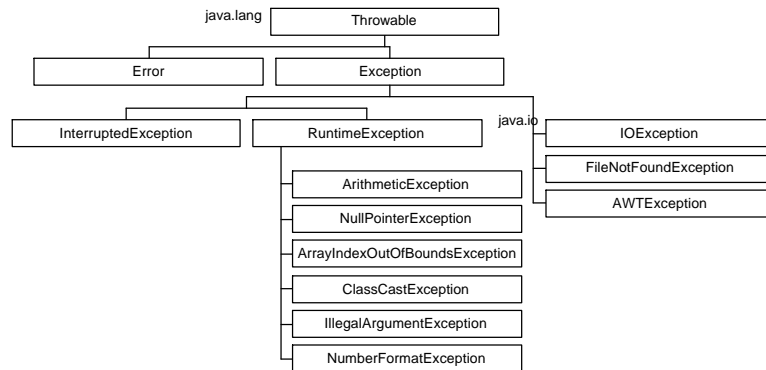 java.lang
Throwable
Error
Exception
InterruptedException
RuntimeException
java.io
IOException
FileNotFoundException
AWTException
ArithmeticException
NullPointerException
ArrayIndexOutOfBoundsException
ClassCastException
IllegalArgumentException
NumberFormatException